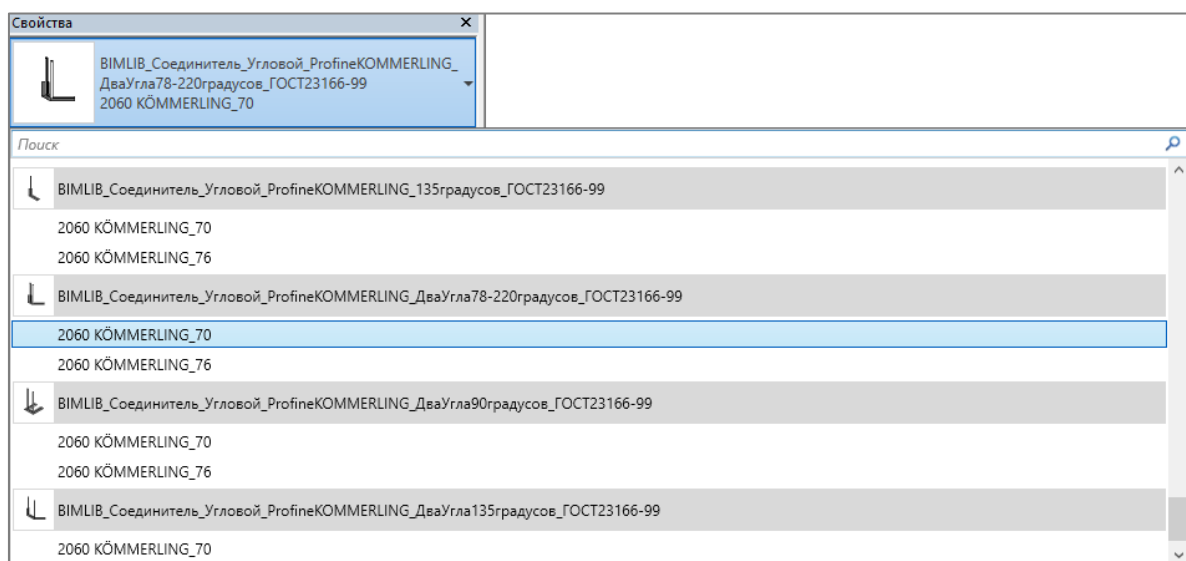 Свойства
BIMLIB_Соединитель_Угловой_ProfineKOMMERLING_
ДваУгла78-220градусов_ГОСТ23166-99
2060 KÖMMERLING_70
Поиск
BIMLIB_Соединитель_Угловой_ProfineKOMMERLING_135градусов_ГОСТ23166-99
2060 KÖMMERLING_70
2060 KÖMMERLING_76
BIMLIB_Соединитель_Угловой_ProfineKOMMERLING_ДваУгла78-220градусов_ГОСТ23166-99
2060 KÖMMERLING_70
2060 KÖMMERLING_76
BIMLIB_Соединитель_Угловой_ProfineKOMMERLING_ДваУгла90градусов_ГОСТ23166-99
2060 KÖMMERLING_70
2060 KÖMMERLING_76
BIMLIB_Соединитель_Угловой_ProfineKOMMERLING_ДваУгла135градусов_ГОСТ23166-99
2060 KÖMMERLING_70